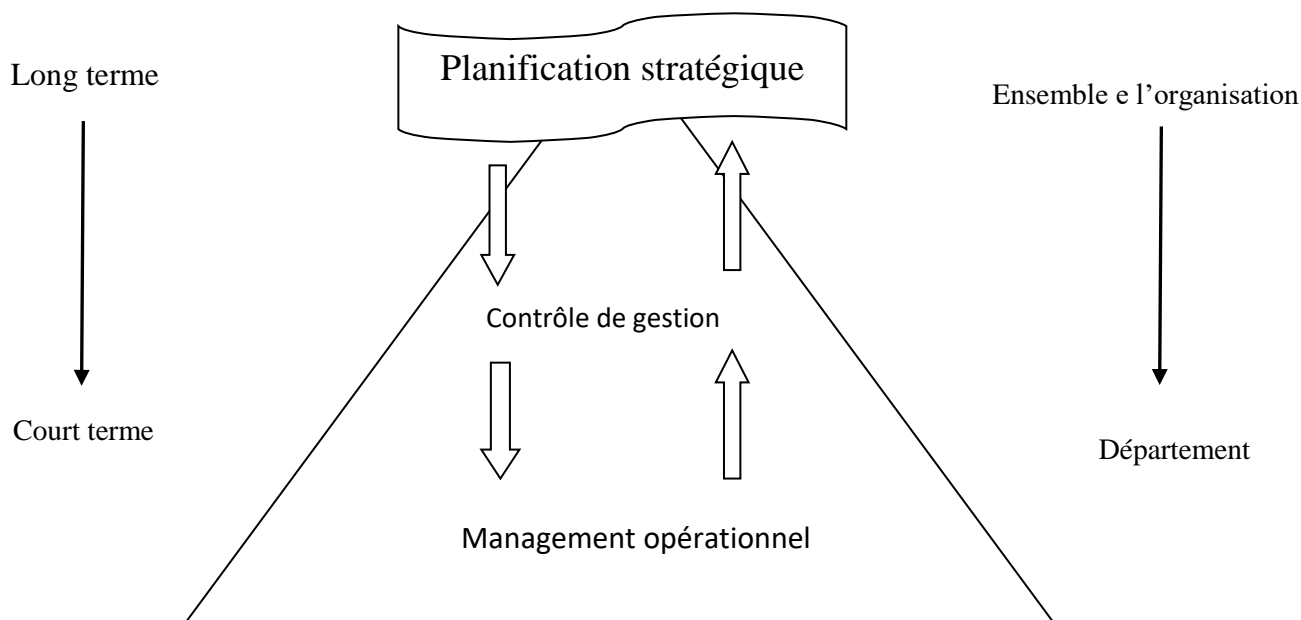 Planification stratégique
Long terme
Ensemble e l’organisation
Contrôle de gestion
Court terme
Département
Management opérationnel